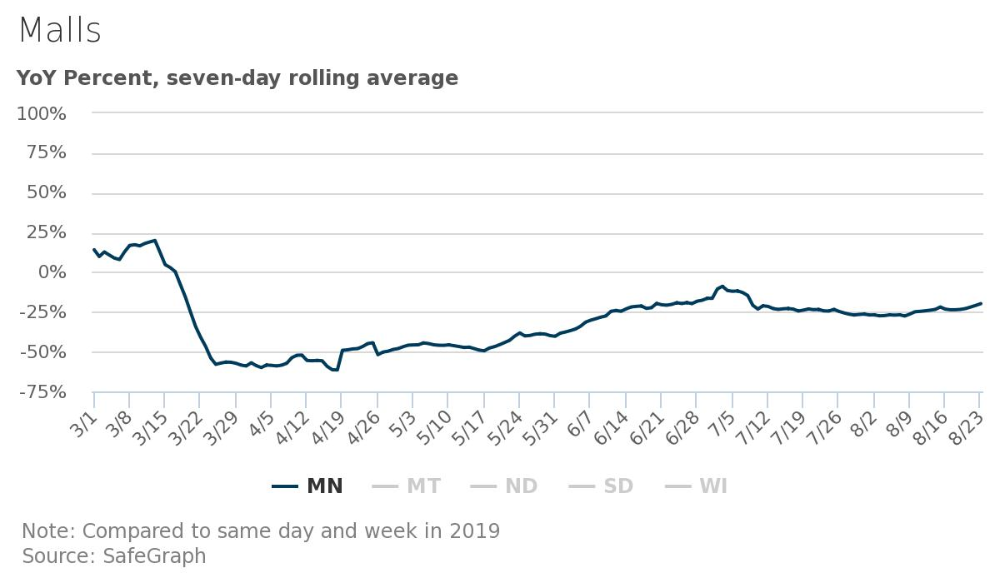 Malls
YoY Percent, seven-day rolling average
100%
75%
50%
25%
0%
-25%
-50%
-75%
3/1 3/8 3/15 3/22 3/29 4/5 4/12 4/19 4/26 5/3 5/10 5/17 5/24 5/31 6/7 6/14 6/21 6/28 7/5 7/12 7/19 7/26 8/2 8/9 8/16 8/23
MN MT ND SD WI
Note: Compared to same day and week in 2019
Source: SafeGraph